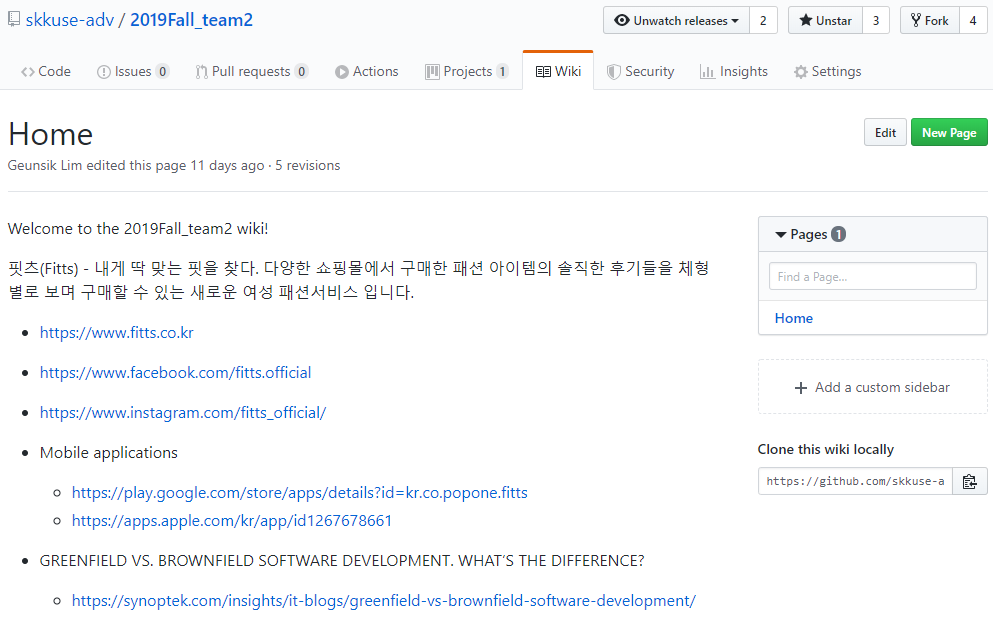 skkuse-adv / 2019Fall_team2
Unwatch releases 2
Unstar 3
Fork 4
Code
Issues 0
Pull requests 0
Actions
Projects 1
Wiki
Security
Insights
Settings
Home
Edit
New Page
Geunsik Lim edited this page 11 days ago · 5 revisions
Welcome to the 2019Fall_team2 wiki!
핏츠(Fitts) - 내게 딱 맞는 핏을 찾다. 다양한 쇼핑몰에서 구매한 패션 아이템의 솔직한 후기들을 체형
별로 보며 구매할 수 있는 새로운 여성 패션서비스 입니다.
• https://www.fitts.co.kr
• https://www.facebook.com/fitts.official
• https://www.instagram.com/fitts_official/
• Mobile applications
◦ https://play.google.com/store/apps/details?id=kr.co.popone.fitts
◦ https://apps.apple.com/kr/app/id1267678661
• GREENFIELD VS. BROWNFIELD SOFTWARE DEVELOPMENT. WHAT'S THE DIFFERENCE?
◦ https://synoptek.com/insights/it-blogs/greenfield-vs-brownfield-software-development/
Pages 1
Find a Page...
Home
+ Add a custom sidebar
Clone this wiki locally
https://github.com/skkuse-a